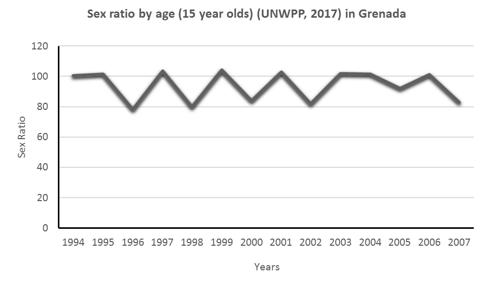 Sex ratio by age (15 year olds) (UNWPP, 2017) in Grenada
120
100
80
60
40
20
0
Sex Ratio
1994 1995 1996 1997 1998 1999 2000 2001 2002 2003 2004 2005 2006 2007
Years